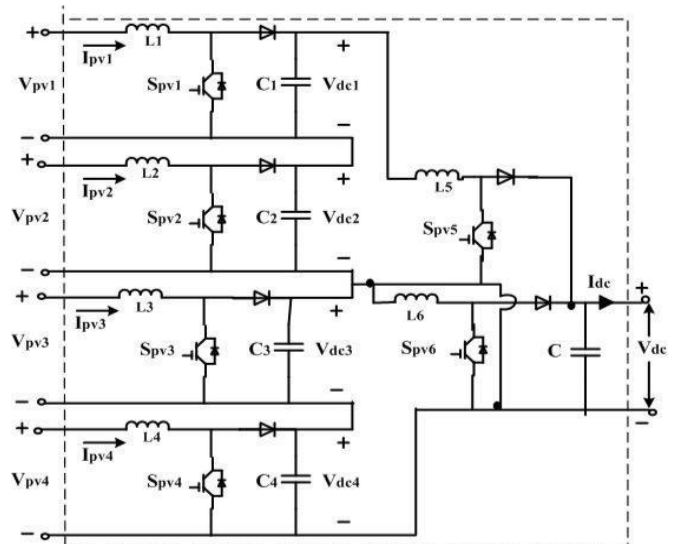 + L1 +
Ipv1
Vpv1 Spv1 C1 Vdc1
− −
+ L2 +
Ipv2 L5
Vpv2 Spv2 C2 Vdc2 Spv5
− −
Idc
+ L3 + L6 +
Ipv3
Vpv3 Spv3 C3 Vdc3 Spv6 C Vdc
− − −
+ L4 +
Ipv4
Vpv4 Spv4 C4 Vdc4
− −